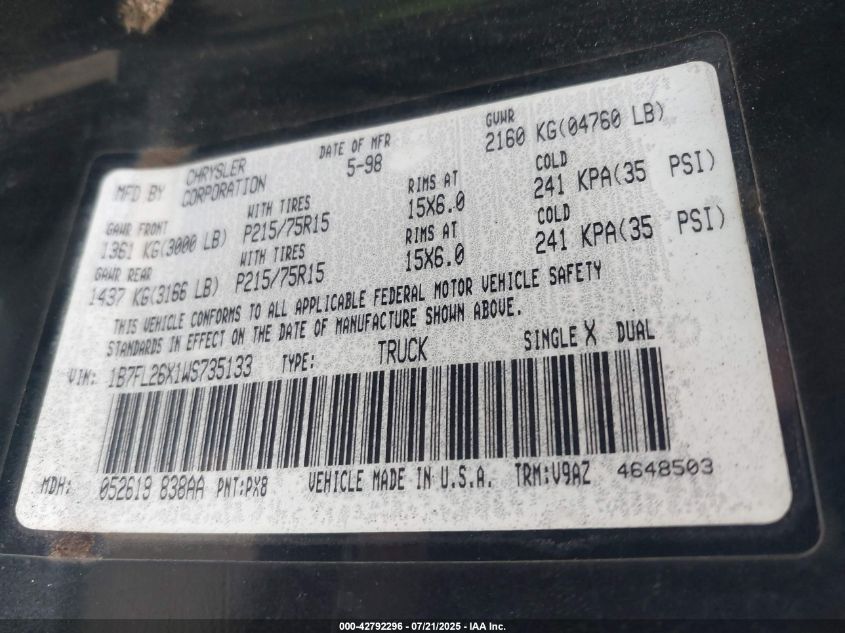 MFD BY CHRYSLER CORPORATION DATE OF MFR 5-98 GVWR 2160 KG(04760 LB)
GAWR FRONT 1361 KG(3000 LB) WITH TIRES P215/75R15 RIMS AT 15X6.0 COLD 241 KPA(35 PSI)
GAWR REAR 1437 KG(3166 LB) WITH TIRES P215/75R15 RIMS AT 15X6.0 COLD 241 KPA(35 PSI)
THIS VEHICLE CONFORMS TO ALL APPLICABLE FEDERAL MOTOR VEHICLE SAFETY
STANDARDS IN EFFECT ON THE DATE OF MANUFACTURE SHOWN ABOVE.
VIN: 1B7FL26X1WS735133 TYPE: TRUCK SINGLE X DUAL
MDH: 052619 838AA PNT:PX8 VEHICLE MADE IN U.S.A. TRM:V9AZ 4648503
000-42792296 - 07/21/2025 - IAA Inc.